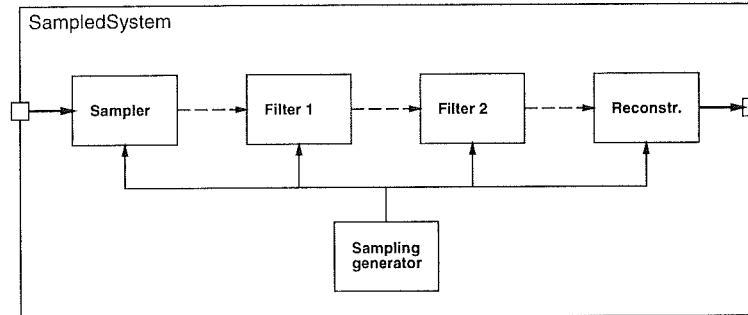 SampledSystem
Sampler
Filter 1
Filter 2
Reconstr.
Sampling
generator